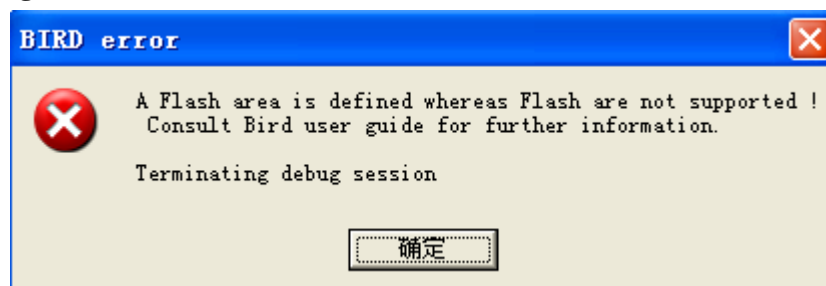 BIRD error
A Flash area is defined whereas Flash are not supported !
Consult Bird user guide for further information.
Terminating debug session
确定